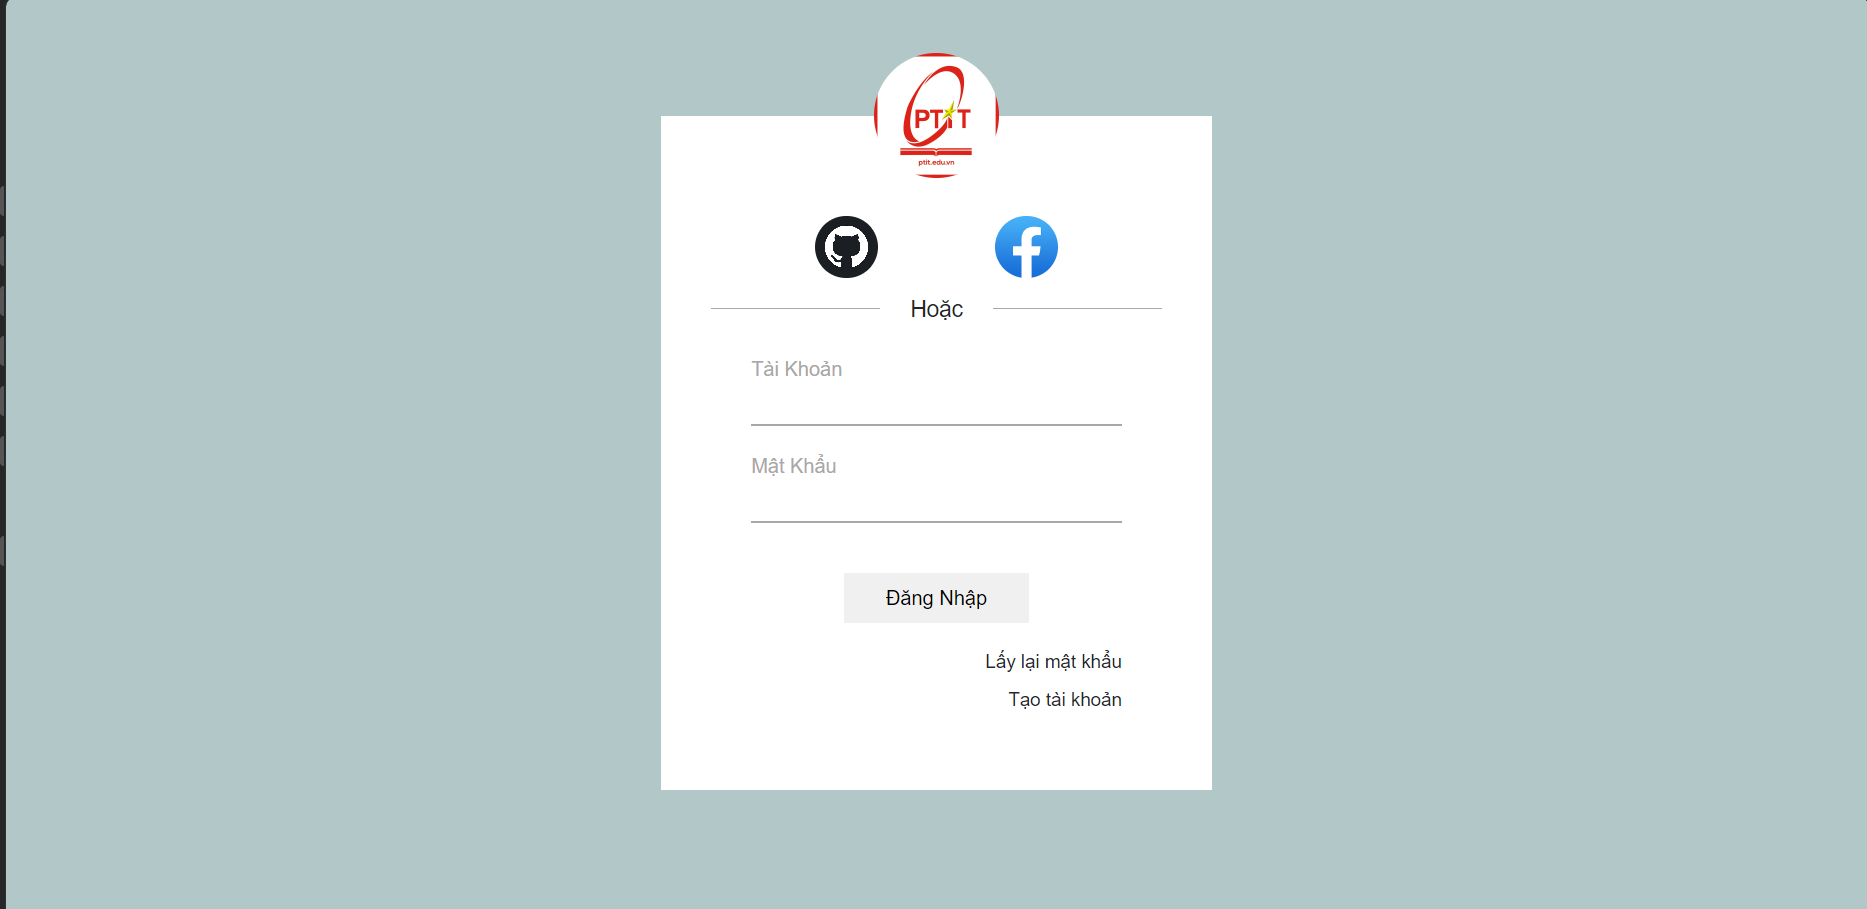 PTIT
ptit.edu.vn
Hoặc
Tài Khoản
Mật Khẩu
Đăng Nhập
Lấy lại mật khẩu
Tạo tài khoản